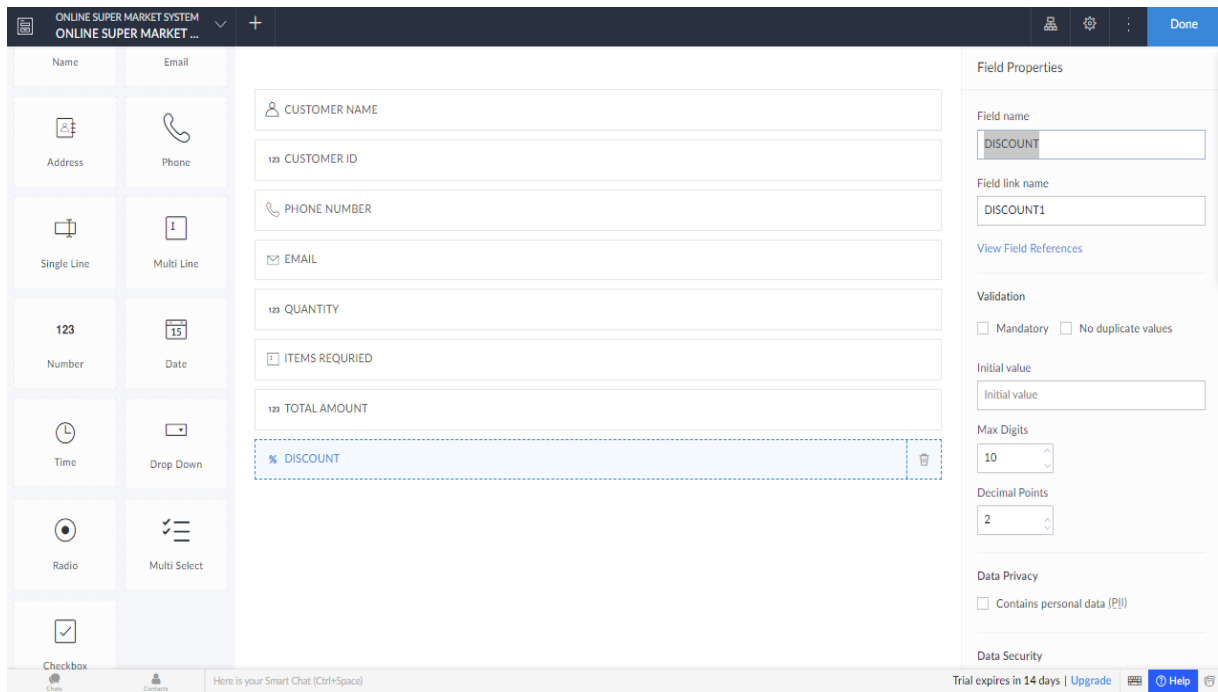 ONLINE SUPER MARKET SYSTEM
ONLINE SUPER MARKET ...
Done
Name
Email
Address
Phone
Single Line
Multi Line
123
Number
15
Date
Time
Drop Down
Radio
Multi Select
Checkbox
CUSTOMER NAME
123 CUSTOMER ID
PHONE NUMBER
EMAIL
123 QUANTITY
ITEMS REQURIED
123 TOTAL AMOUNT
% DISCOUNT
Field Properties
Field name
DISCOUNT
Field link name
DISCOUNT1
View Field References
Validation
Mandatory
No duplicate values
Initial value
Initial value
Max Digits
10
Decimal Points
2
Data Privacy
Contains personal data (PII)
Data Security
Chats
Contacts
Here is your Smart Chat (Ctrl+Space)
Trial expires in 14 days | Upgrade
Help